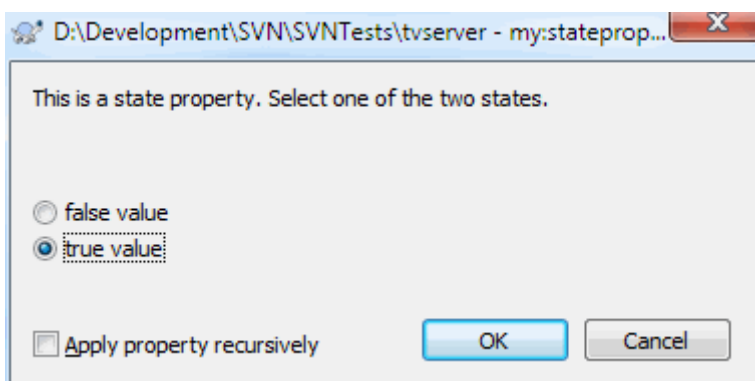 D:\Development\SVN\SVNTests\tvserver - my:stateprop...
This is a state property. Select one of the two states.
false value
true value
Apply property recursively
OK
Cancel